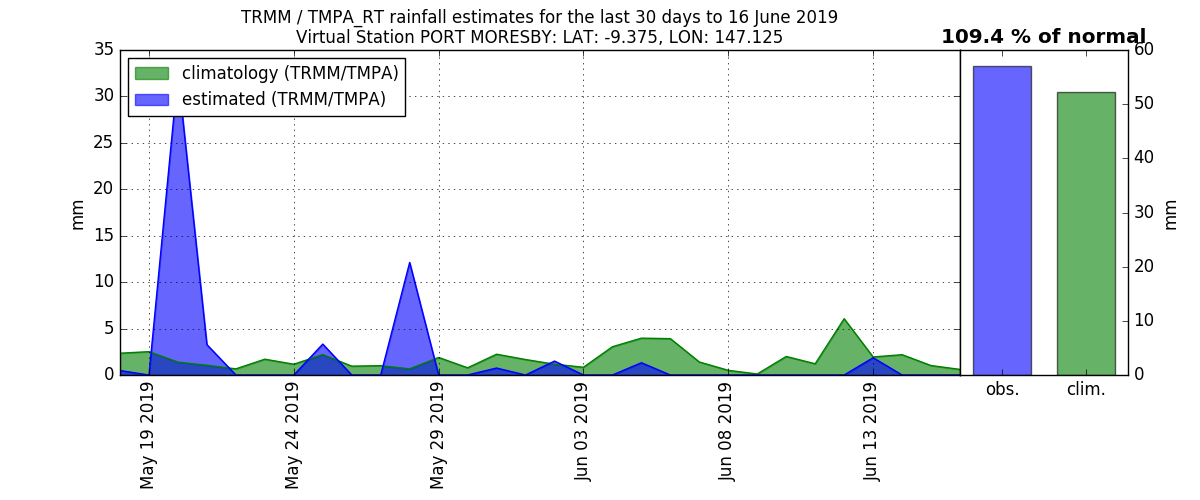 TRMM / TMPA_RT rainfall estimates for the last 30 days to 16 June 2019
Virtual Station PORT MORESBY: LAT: -9.375, LON: 147.125
109.4 % of normal
climatology (TRMM/TMPA)
estimated (TRMM/TMPA)
35
30
25
20
15
10
5
0
mm
May 19 2019
May 24 2019
May 29 2019
Jun 03 2019
Jun 08 2019
Jun 13 2019
60
50
40
30
20
10
0
mm
obs.
clim.